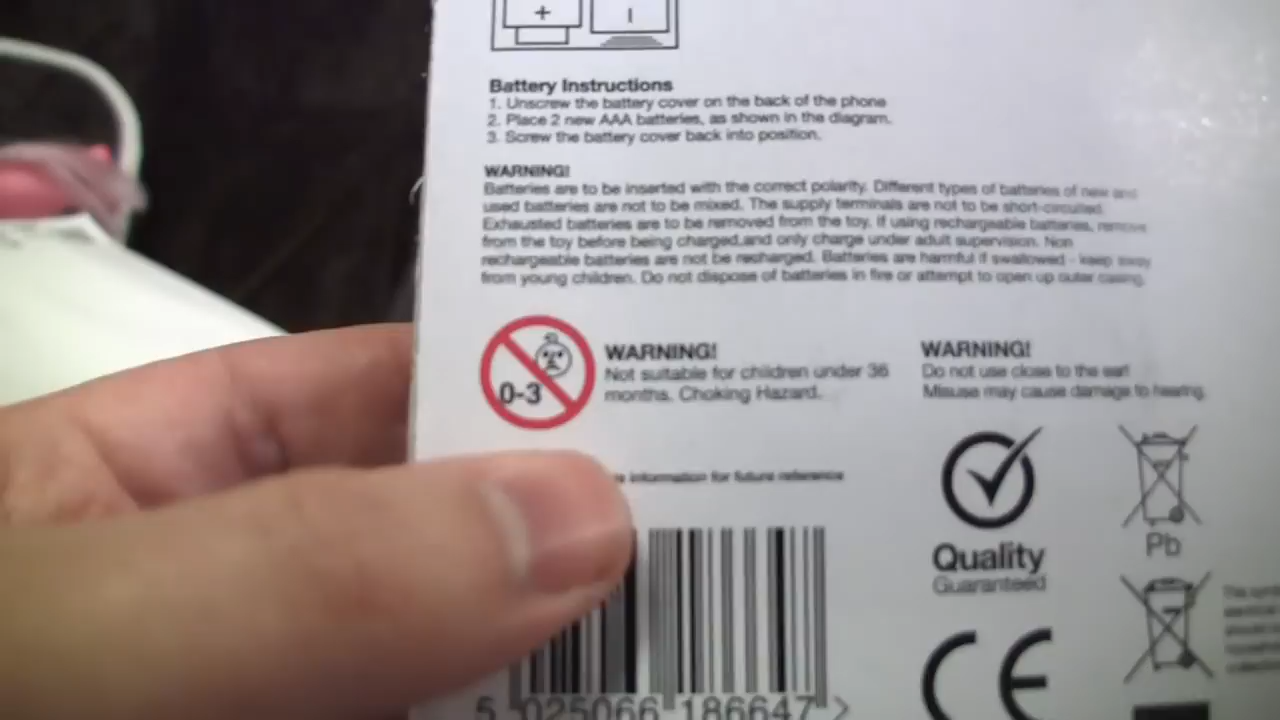 +
Battery Instructions
1. Unscrew the battery cover on the back of the phone
2. Place 2 new AAA batteries, as shown in the diagram.
3. Screw the battery cover back into position.
WARNING!
Batteries are to be inserted with the correct polarity. Different types of batteries of new and
used batteries are not to be mixed. The supply terminals are not to be short-circuited.
Exhausted batteries are to be removed from the toy. If using rechargeable batteries, remove
from the toy before being charged,and only charge under adult supervision. Non
rechargeable batteries are not be recharged. Batteries are harmful if swallowed - keep away
from young children. Do not dispose of batteries in fire or attempt to open up outer casing.
0-3
WARNING!
Not suitable for children under 36
months. Choking Hazard.
WARNING!
Do not use close to the ear!
Misuse may cause damage to hearing.
information for future reference
Quality
Guaranteed
Pb
CE
5 025066 186647 >